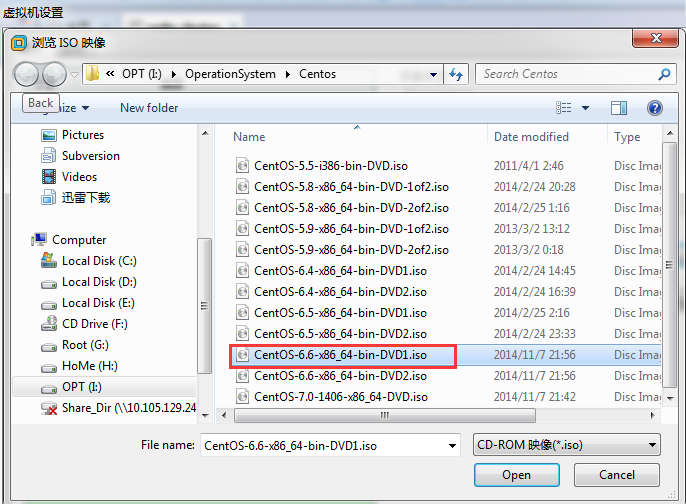 虚拟机设置
浏览 ISO 映像
« OPT (I:) OperationSystem Centos
Search Centos
Back
New folder
Pictures
Subversion
Videos
迅雷下载
Computer
Local Disk (C:)
Local Disk (D:)
Local Disk (E:)
CD Drive (F:)
Root (G:)
HoMe (H:)
OPT (I:)
Share_Dir (\\10.105.129.24
Name Date modified Type
CentOS-5.5-i386-bin-DVD.iso 2011/4/1 2:46 Disc Imag
CentOS-5.8-x86_64-bin-DVD-1of2.iso 2014/2/24 20:28 Disc Imag
CentOS-5.8-x86_64-bin-DVD-2of2.iso 2014/2/25 1:16 Disc Imag
CentOS-5.9-x86_64-bin-DVD-1of2.iso 2013/3/2 13:12 Disc Imag
CentOS-5.9-x86_64-bin-DVD-2of2.iso 2013/3/2 0:18 Disc Imag
CentOS-6.4-x86_64-bin-DVD1.iso 2014/2/24 14:45 Disc Imag
CentOS-6.4-x86_64-bin-DVD2.iso 2014/2/24 16:39 Disc Imag
CentOS-6.5-x86_64-bin-DVD1.iso 2014/2/25 2:16 Disc Imag
CentOS-6.5-x86_64-bin-DVD2.iso 2014/2/24 23:33 Disc Imag
CentOS-6.6-x86_64-bin-DVD1.iso 2014/11/7 21:56 Disc Imag
CentOS-6.6-x86_64-bin-DVD2.iso 2014/11/7 21:56 Disc Imag
CentOS-7.0-1406-x86_64-DVD.iso 2014/11/7 21:42 Disc Imag
File name: CentOS-6.6-x86_64-bin-DVD1.iso
CD-ROM 映像(*.iso)
Open Cancel